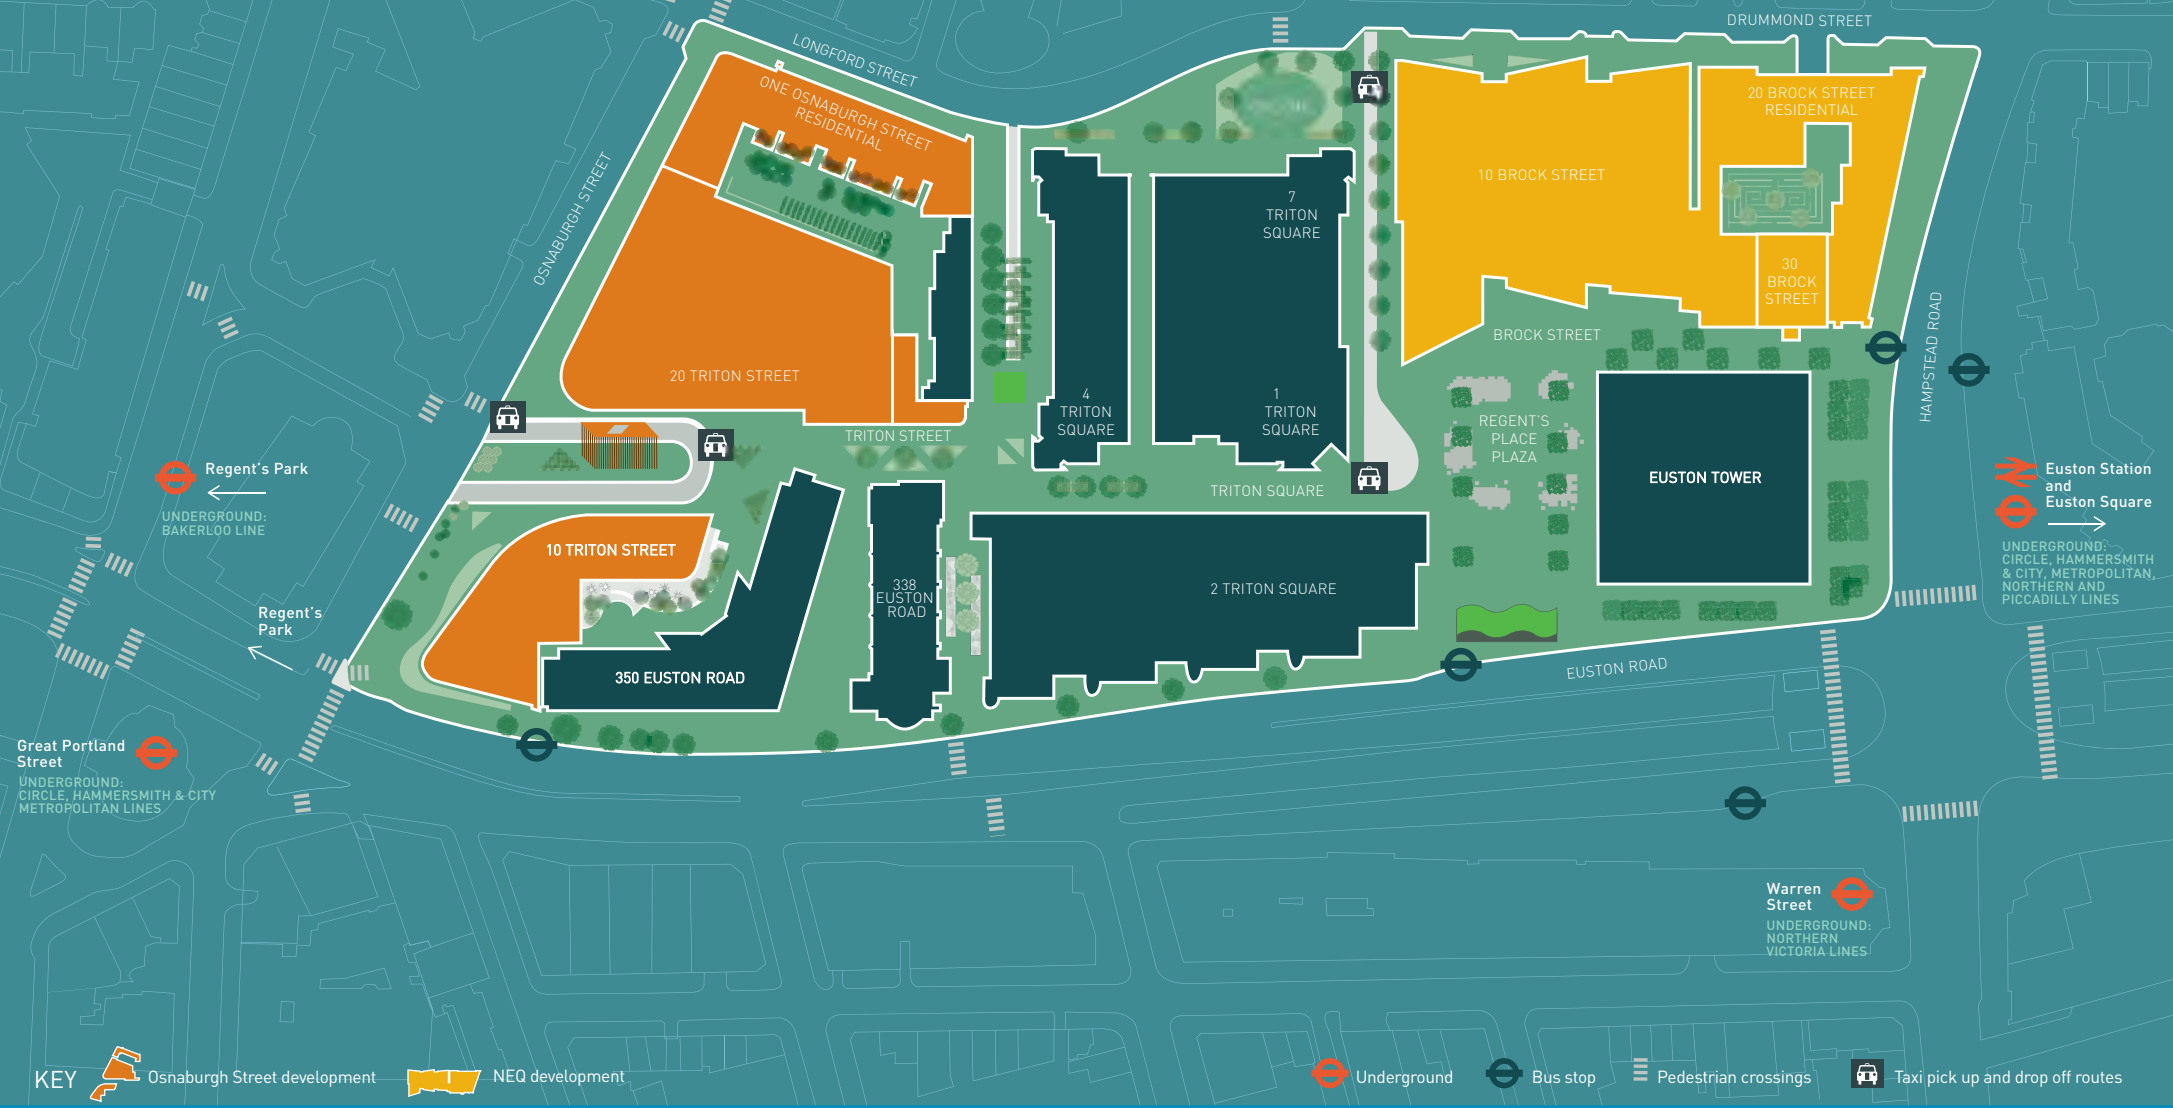 DRUMMOND STREET
LONGFORD STREET
ONE OSNABURGH STREET
RESIDENTIAL
20 BROCK STREET
RESIDENTIAL
OSNABURGH STREET
10 BROCK STREET
7
TRITON
SQUARE
30
BROCK
STREET
HAMPSTEAD ROAD
BROCK STREET
20 TRITON STREET
4
TRITON
SQUARE
1
TRITON
SQUARE
REGENT'S
PLACE
PLAZA
TRITON STREET
TRITON SQUARE
EUSTON TOWER
Regent's Park
UNDERGROUND:
BAKERLOO LINE
Euston Station
and
Euston Square
UNDERGROUND:
CIRCLE, HAMMERSMITH
& CITY, METROPOLITAN,
NORTHERN AND
PICCADILLY LINES
10 TRITON STREET
338
EUSTON
ROAD
2 TRITON SQUARE
Regent's
Park
350 EUSTON ROAD
EUSTON ROAD
Great Portland
Street
UNDERGROUND:
CIRCLE, HAMMERSMITH & CITY
METROPOLITAN LINES
Warren
Street
UNDERGROUND:
NORTHERN
VICTORIA LINES
KEY
Osnaburgh Street development
NEQ development
Underground
Bus stop
Pedestrian crossings
Taxi pick up and drop off routes